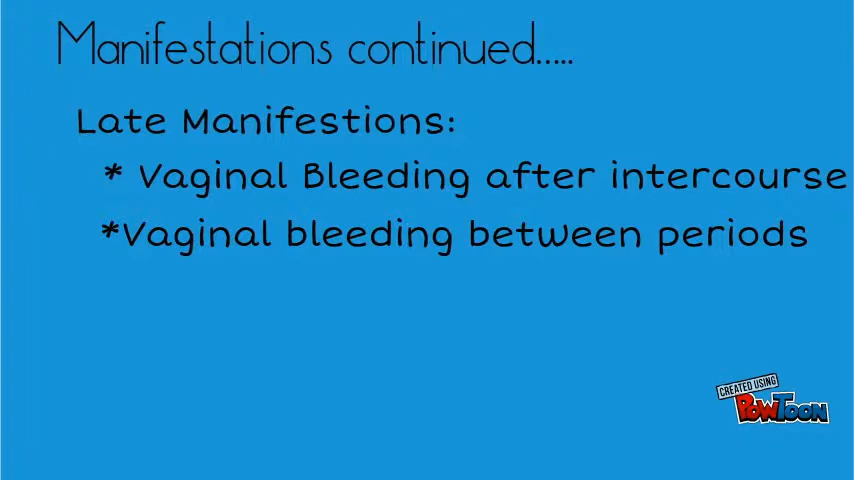 Manifestations continued.....
Late Manifestions:
* Vaginal Bleeding after intercourse
*Vaginal bleeding between periods
CREATED USING
POWTOON